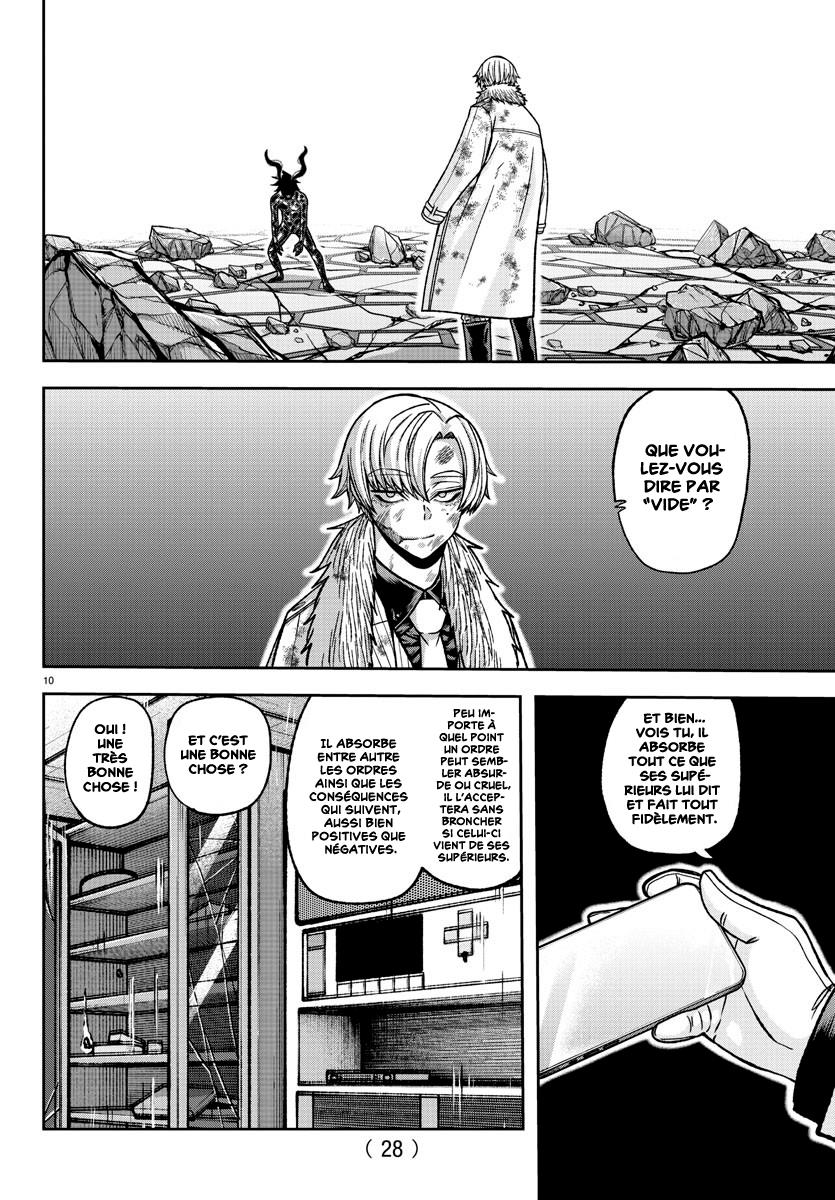 QUE VOU-
LEZ-VOUS
DIRE PAR
"VIDE" ?
10
ET BIEN...
VOIS TU, IL
ABSORBE
TOUT CE QUE
SES SUPÉ-
RIEURS LUI DIT
ET FAIT TOUT
FIDÈLEMENT.
PEU IM-
PORTE À
QUEL POINT
UN ORDRE
PEUT SEMB-
LER ABSUR-
DE OU CRUEL,
IL L'ACCEP-
TERA SANS
BRONCHER
SI CELUI-CI
VIENT DE SES
SUPÉRIEURS.
IL ABSORBE
ENTRE AUTRE
LES ORDRES
AINSI QUE LES
CONSÉQUENCES
QUI SUIVENT,
AUSSI BIEN
POSITIVES QUE
NÉGATIVES.
ET C'EST
UNE BONNE
CHOSE ?
OUI !
UNE
TRÈS
BONNE
CHOSE !
( 28 )